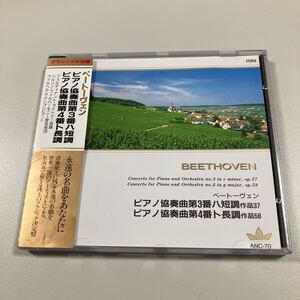 クラシック決定盤
ベートーヴェン
ピアノ協奏曲第3番ハ短調
ピアノ協奏曲第4番ト長調
永遠の名曲をあなたに
BEETHOVEN
Concerto for Piano and Orchestra no.3 in c minor, op.37
Concerto for Piano and Orchestra no.4 in g major, op.58
ベートーヴェン
ピアノ協奏曲第3番ハ短調作品37
ピアノ協奏曲第4番ト長調作品58
ANC-70